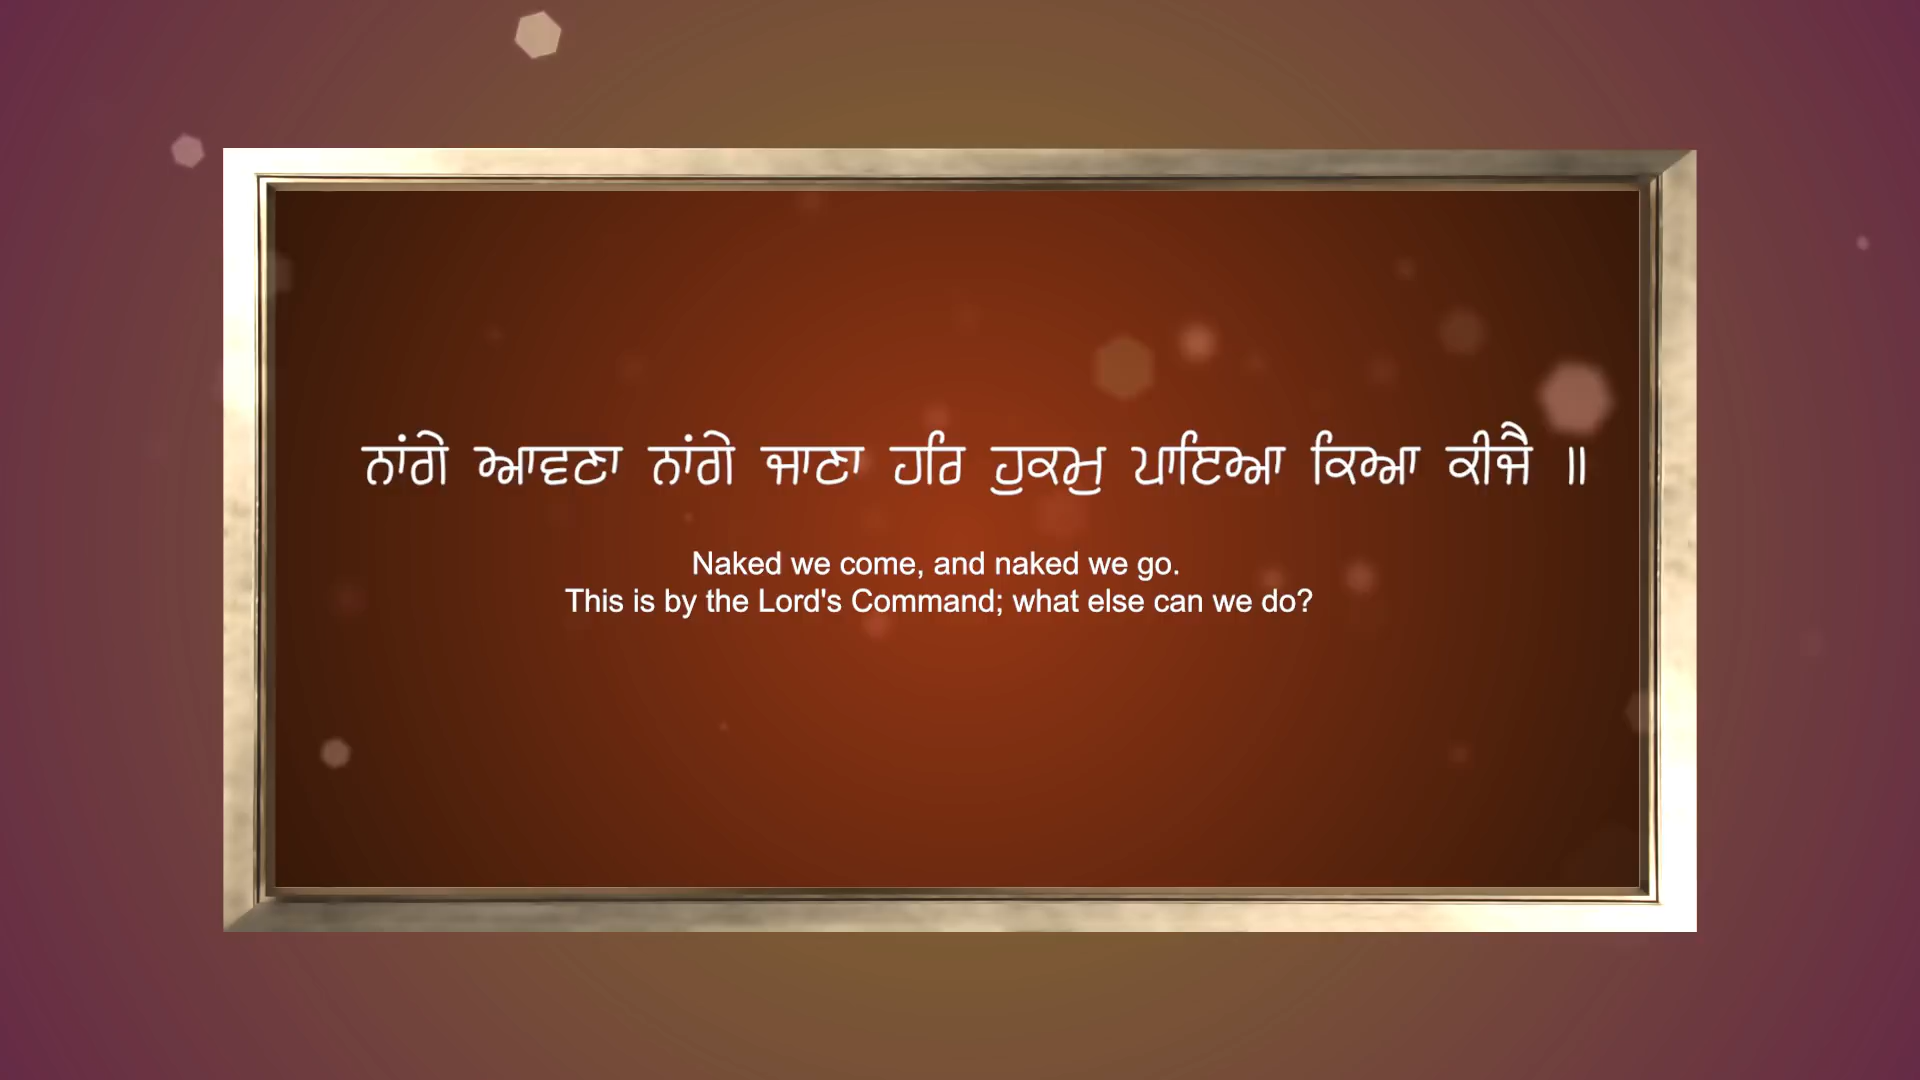 ਨਾਂਗੇ ਆਵਣਾ ਨਾਂਗੇ ਜਾਣਾ ਹਰਿ ਹੁਕਮੁ ਪਾਇਆ ਕਿਆ ਕੀਜੈ ॥
Naked we come, and naked we go.
This is by the Lord's Command; what else can we do?